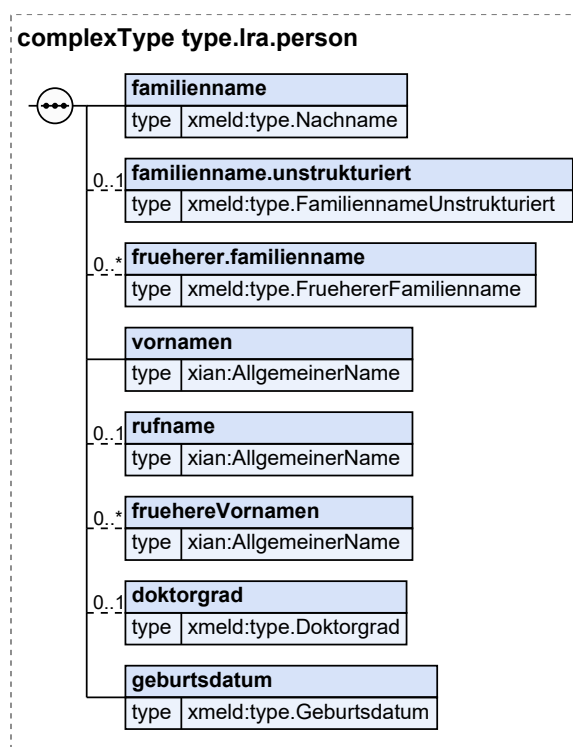 complexType type.lra.person
familienname
type xmeld:type.Nachname
0..1 familienname.unstrukturiert
type xmeld:type.FamiliennameUnstrukturiert
0..* frueherer.familienname
type xmeld:type.FruehererFamilienname
vornamen
type xian:AllgemeinerName
0..1 rufname
type xian:AllgemeinerName
0..* fruehereVornamen
type xian:AllgemeinerName
0..1 doktorgrad
type xmeld:type.Doktorgrad
geburtsdatum
type xmeld:type.Geburtsdatum